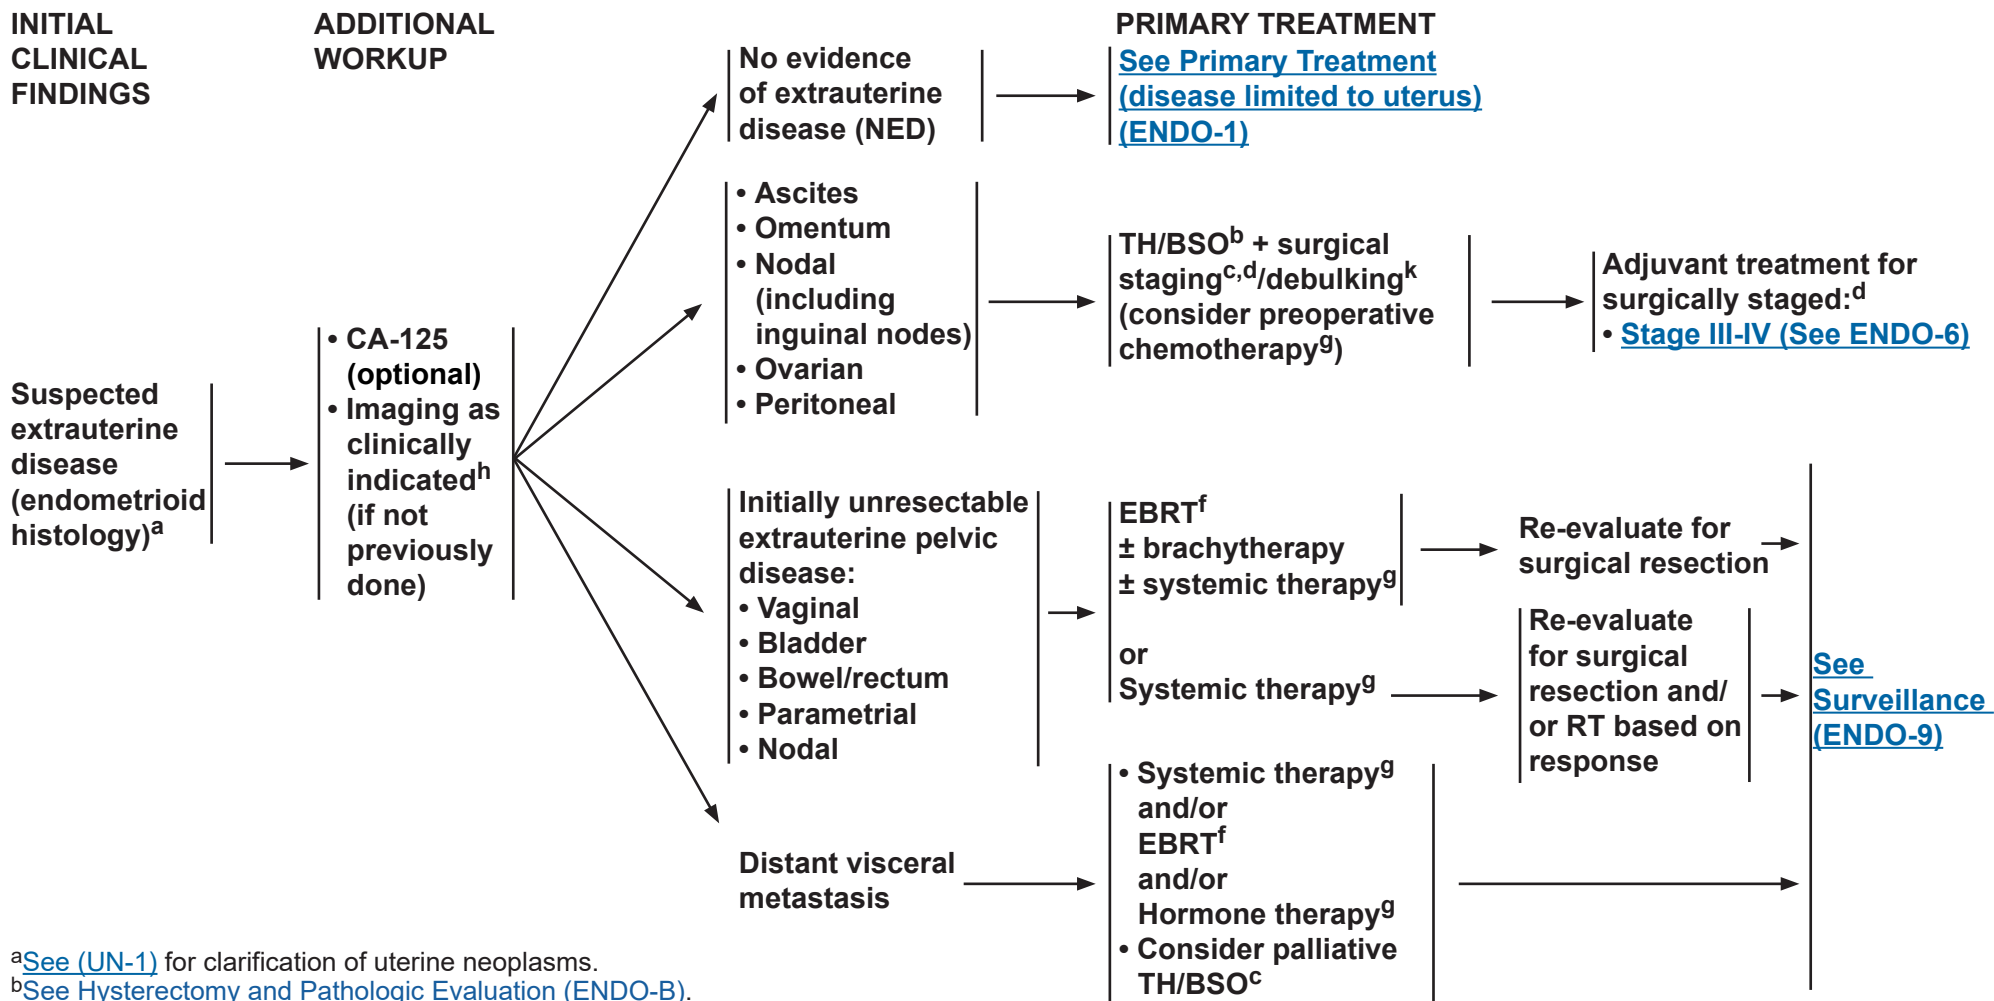 INITIAL
CLINICAL
FINDINGS
ADDITIONAL
WORKUP
PRIMARY TREATMENT
Suspected
extrauterine
disease
(endometrioid
histology)a
• CA-125
(optional)
• Imaging as
clinically
indicatedh
(if not
previously
done)
No evidence
of extrauterine
disease (NED)
See Primary Treatment
(disease limited to uterus)
(ENDO-1)
• Ascites
• Omentum
• Nodal
(including
inguinal nodes)
• Ovarian
• Peritoneal
TH/BSOb + surgical
stagingc,d/debulkingk
(consider preoperative
chemotherapyg)
Adjuvant treatment for
surgically staged:d
• Stage III-IV (See ENDO-6)
Initially unresectable
extrauterine pelvic
disease:
• Vaginal
• Bladder
• Bowel/rectum
• Parametrial
• Nodal
EBRTf
± brachytherapy
± systemic therapyg
or
Systemic therapyg
Re-evaluate for
surgical resection
Re-evaluate
for surgical
resection and/
or RT based on
response
See
Surveillance
(ENDO-9)
Distant visceral
metastasis
• Systemic therapyg
and/or
EBRTf
and/or
Hormone therapyg
• Consider palliative
TH/BSOc
aSee (UN-1) for clarification of uterine neoplasms.
bSee Hysterectomy and Pathologic Evaluation (ENDO-B).